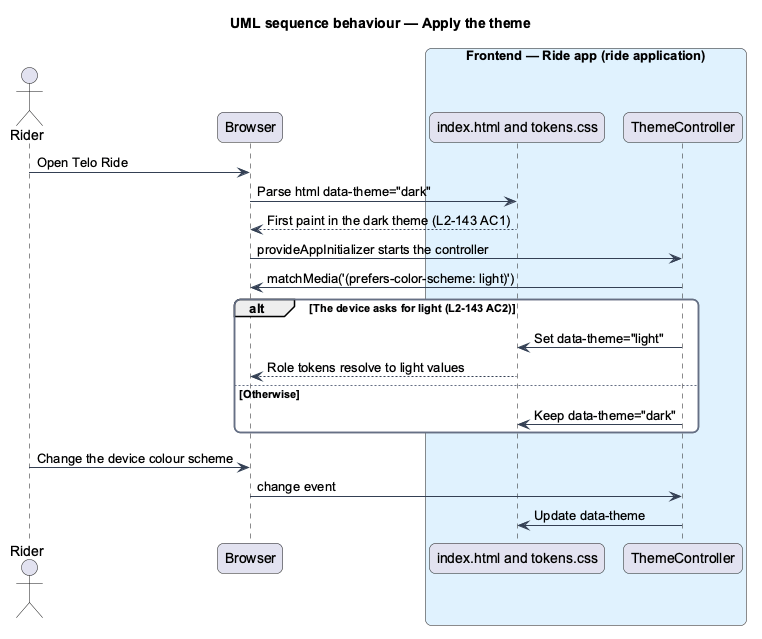 UML sequence behaviour — Apply the theme
Frontend — Ride app (ride application)
Rider
Browser
index.html and tokens.css
ThemeController
Open Telo Ride
Parse html data-theme="dark"
First paint in the dark theme (L2-143 AC1)
provideAppInitializer starts the controller
matchMedia('(prefers-color-scheme: light)')
alt
[The device asks for light (L2-143 AC2)]
Set data-theme="light"
Role tokens resolve to light values
[Otherwise]
Keep data-theme="dark"
Change the device colour scheme
change event
Update data-theme
Rider
Browser
index.html and tokens.css
ThemeController